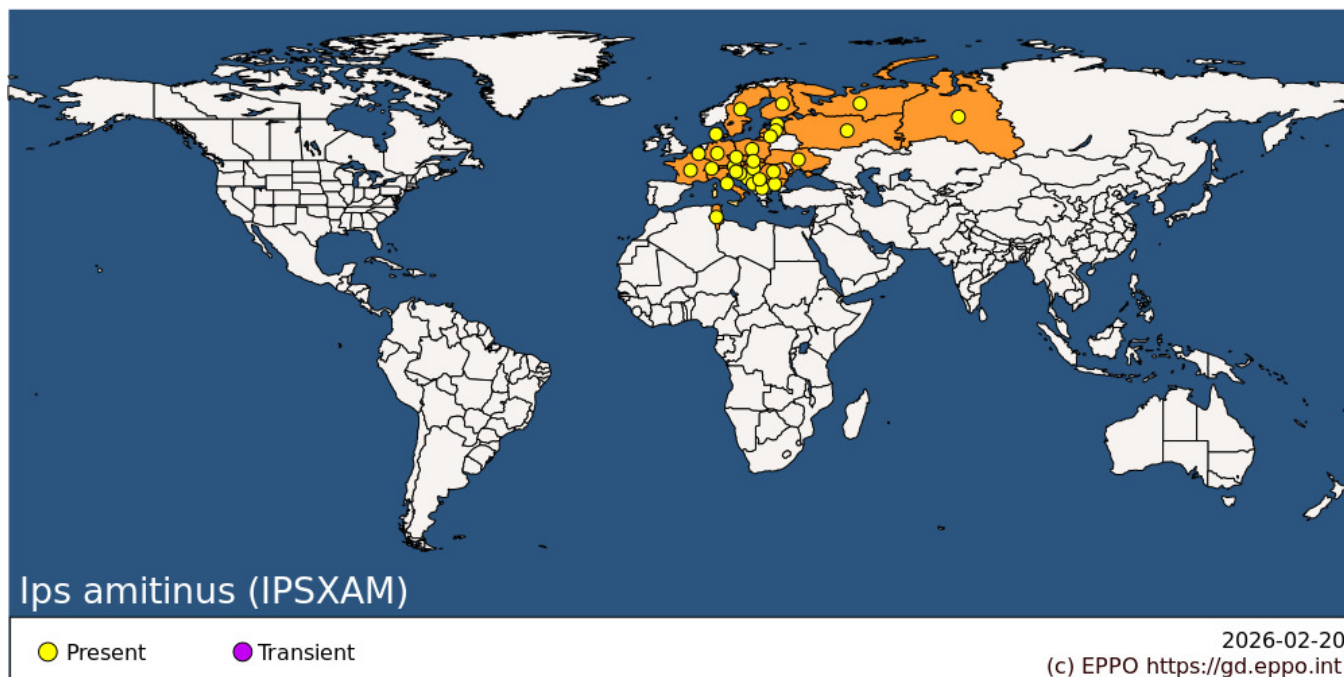 Ips amitinus (IPSXAM)
Present
Transient
2026-02-20
(c) EPPO https://gd.eppo.int